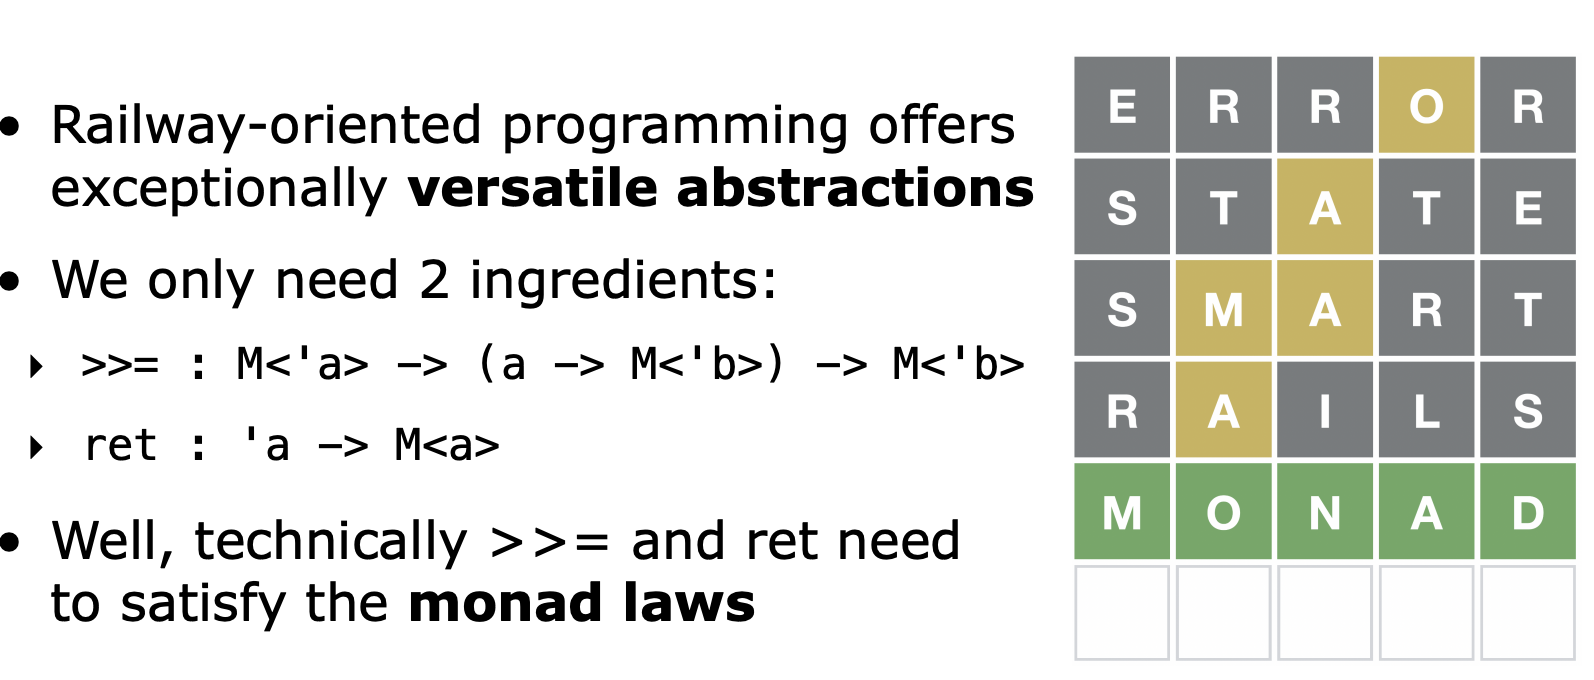 • Railway-oriented programming offers
exceptionally versatile abstractions
• We only need 2 ingredients:
‣ >>= : M<'a> -> (a -> M<'b>) -> M<'b>
‣ ret : 'a -> M<a>
• Well, technically >>= and ret need
to satisfy the monad laws
E R R O R
S T A T E
S M A R T
R A I L S
M O N A D